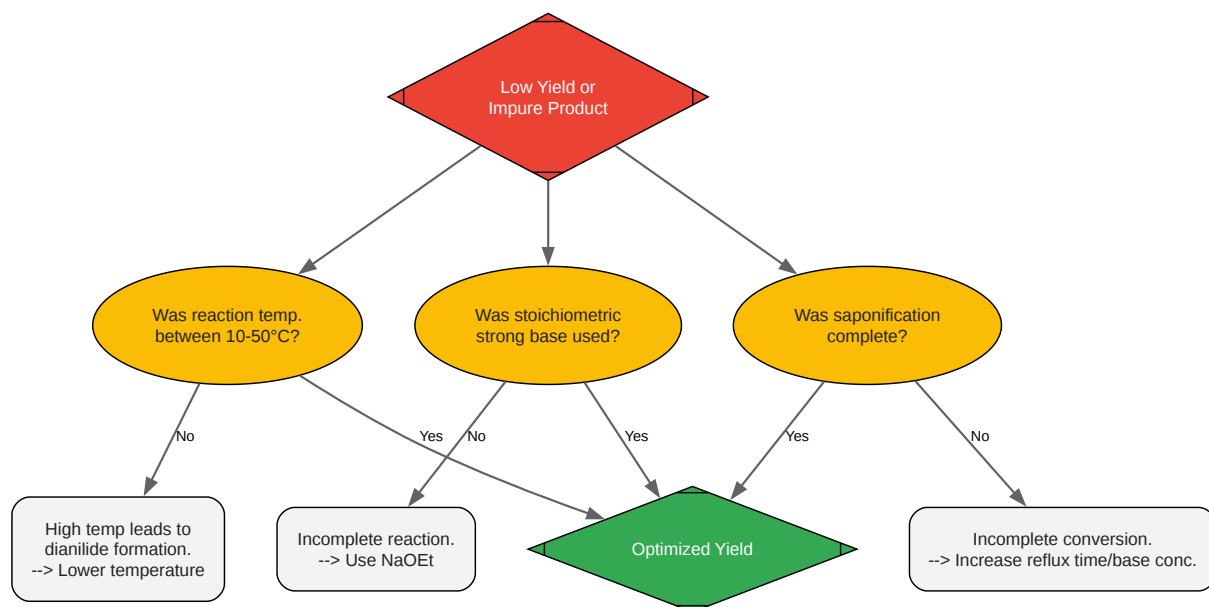 Low Yield or
Impure Product
Was reaction temp.
between 10-50°C?
Was stoichiometric
strong base used?
Was saponification
complete?
No
Yes
No
Yes
Yes
No
High temp leads to
dianilide formation.
--> Lower temperature
Incomplete reaction.
--> Use NaOEt
Optimized Yield
Incomplete conversion.
--> Increase reflux time/base conc.